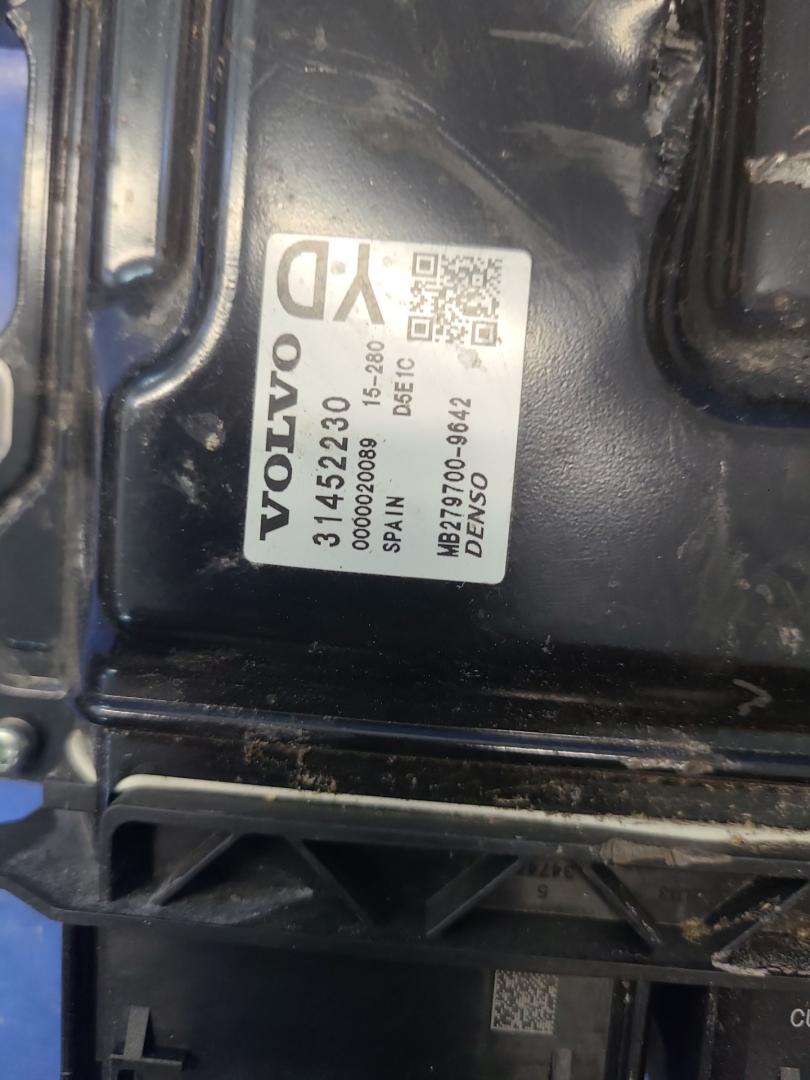 VOLVO YD
31452230
0000020089 15-280
SPAIN D5E1C
MB279700-9642
DENSO